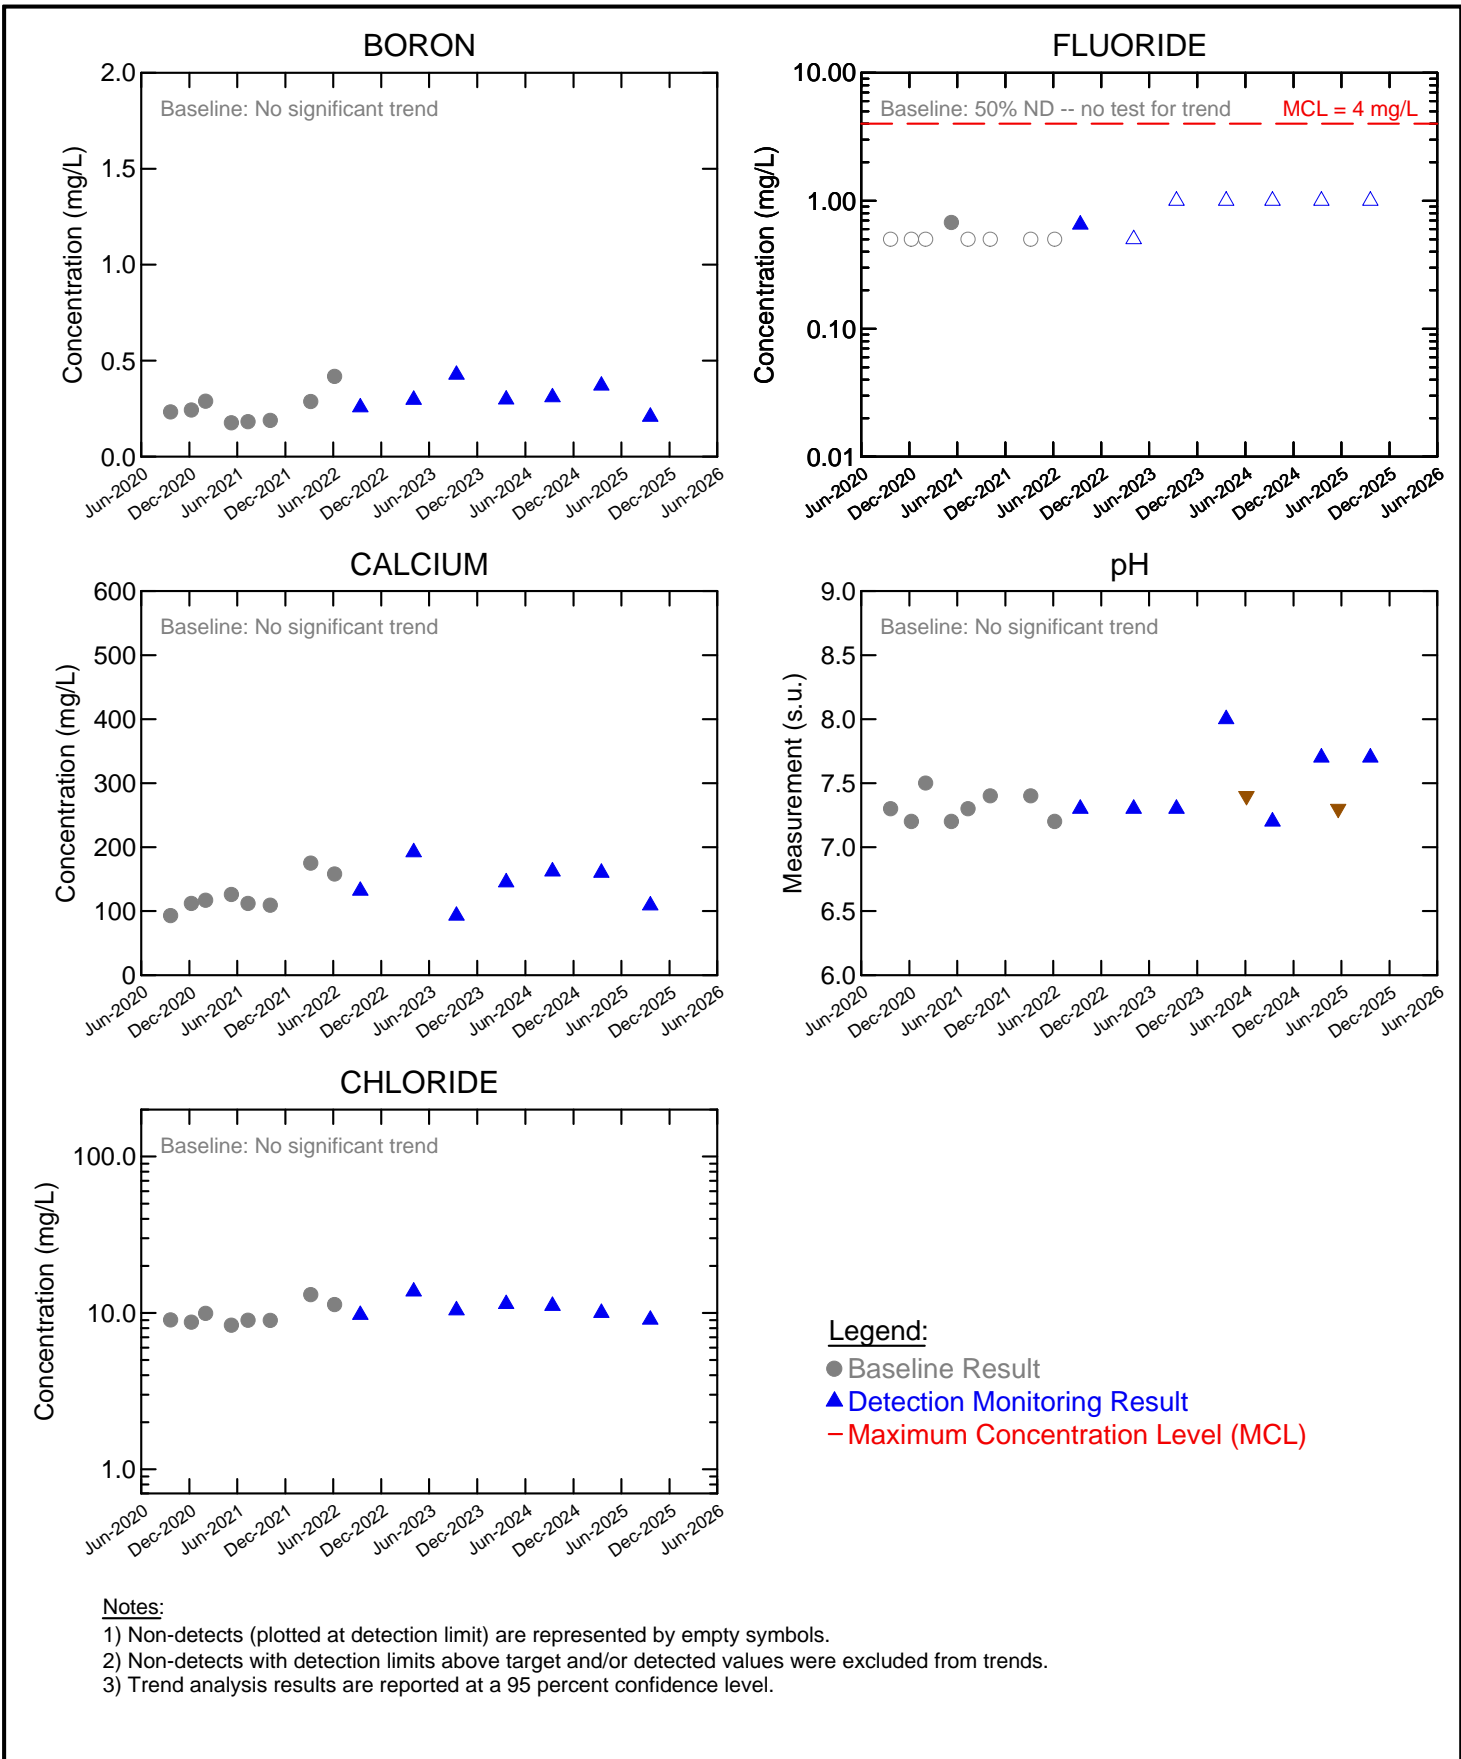 BORON
2.0
1.5
1.0
0.5
0.0
Concentration (mg/L)
Baseline: No significant trend
Jun-2020
Dec-2020
Jun-2021
Dec-2021
Jun-2022
Dec-2022
Jun-2023
Dec-2023
Jun-2024
Dec-2024
Jun-2025
Dec-2025
Jun-2026
FLUORIDE
10.00
1.00
0.10
0.01
Concentration (mg/L)
Baseline: 50% ND -- no test for trend
MCL = 4 mg/L
Jun-2020
Dec-2020
Jun-2021
Dec-2021
Jun-2022
Dec-2022
Jun-2023
Dec-2023
Jun-2024
Dec-2024
Jun-2025
Dec-2025
Jun-2026
CALCIUM
600
500
400
300
200
100
0
Concentration (mg/L)
Baseline: No significant trend
Jun-2020
Dec-2020
Jun-2021
Dec-2021
Jun-2022
Dec-2022
Jun-2023
Dec-2023
Jun-2024
Dec-2024
Jun-2025
Dec-2025
Jun-2026
pH
9.0
8.5
8.0
7.5
7.0
6.5
6.0
Measurement (s.u.)
Baseline: No significant trend
Jun-2020
Dec-2020
Jun-2021
Dec-2021
Jun-2022
Dec-2022
Jun-2023
Dec-2023
Jun-2024
Dec-2024
Jun-2025
Dec-2025
Jun-2026
CHLORIDE
100.0
10.0
1.0
Concentration (mg/L)
Baseline: No significant trend
Jun-2020
Dec-2020
Jun-2021
Dec-2021
Jun-2022
Dec-2022
Jun-2023
Dec-2023
Jun-2024
Dec-2024
Jun-2025
Dec-2025
Jun-2026
Legend:
Baseline Result
Detection Monitoring Result
Maximum Concentration Level (MCL)
Notes:
1) Non-detects (plotted at detection limit) are represented by empty symbols.
2) Non-detects with detection limits above target and/or detected values were excluded from trends.
3) Trend analysis results are reported at a 95 percent confidence level.